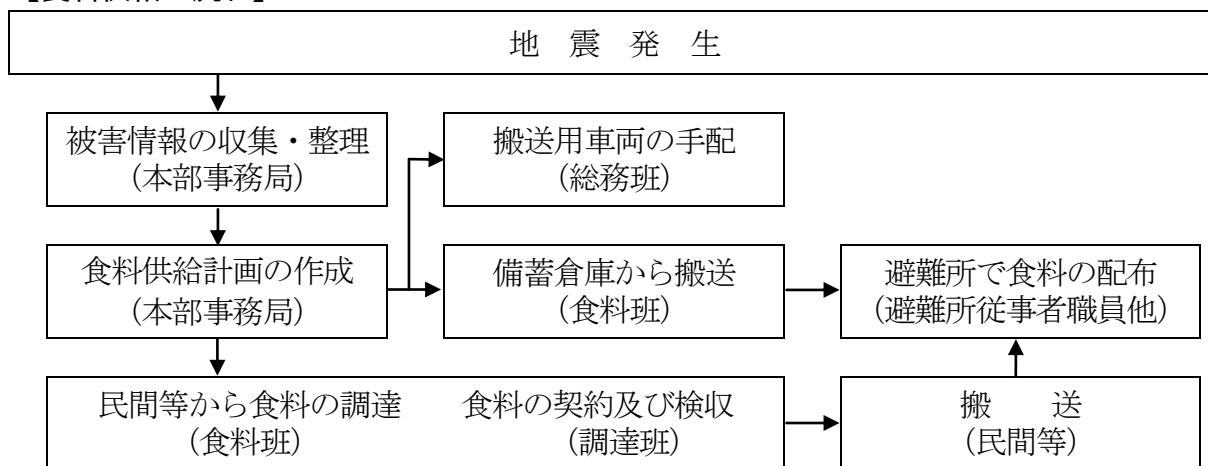 地　震　発　生
被害情報の収集・整理
（本部事務局）
搬送用車両の手配
（総務班）
食料供給計画の作成
（本部事務局）
備蓄倉庫から搬送
（食料班）
避難所で食料の配布
（避難所従事者職員他）
民間等から食料の調達　食料の契約及び検収
（食料班）　（調達班）
搬　送
（民間等）